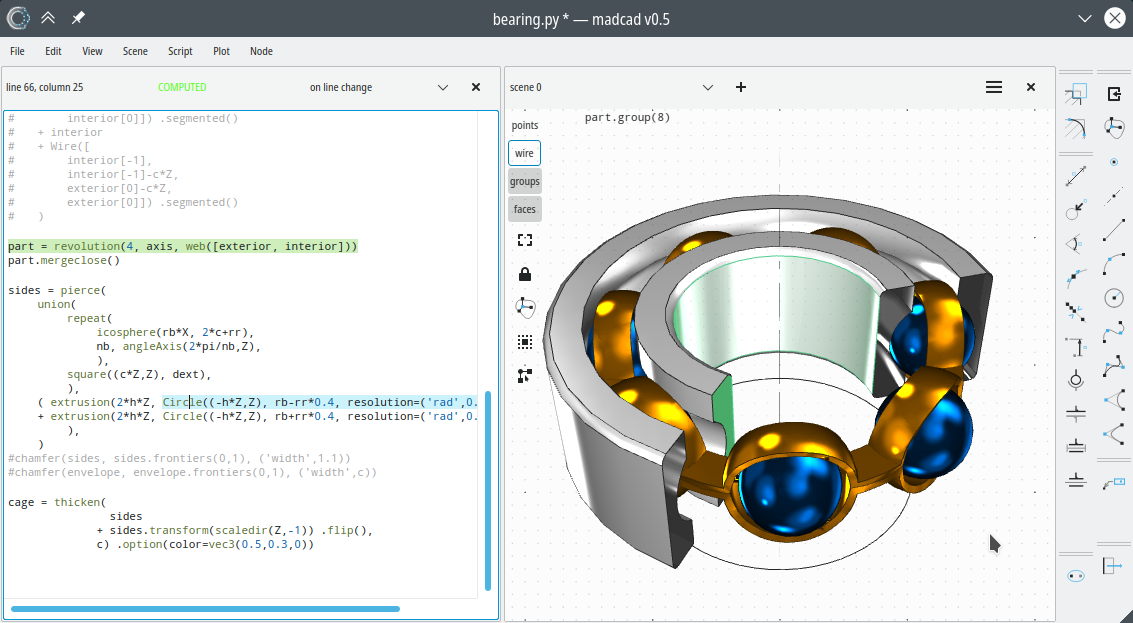 bearing.py * — madcad v0.5
File Edit View Scene Script Plot Node
line 66, column 25 COMPUTED on line change
#        interior[0]]) .segmented()
#    + interior
#    + Wire([
#        interior[-1],
#        interior[-1]-c*Z,
#        exterior[0]-c*Z,
#        exterior[0]]) .segmented()
#    )
part = revolution(4, axis, web([exterior, interior]))
part.mergeclose()
sides = pierce(
    union(
        repeat(
            icosphere(rb*X, 2*c+rr),
            nb, angleAxis(2*pi/nb,Z),
            ),
        square((c*Z,Z), dext),
        ),
    ( extrusion(2*h*Z, Circle((-h*Z,Z), rb-rr*0.4, resolution=('rad',0.
    + extrusion(2*h*Z, Circle((-h*Z,Z), rb+rr*0.4, resolution=('rad',0.
        ),
    )
#chamfer(sides, sides.frontiers(0,1), ('width',1.1))
#chamfer(envelope, envelope.frontiers(0,1), ('width',c))
cage = thicken(
            sides
            + sides.transform(scaledir(Z,-1)) .flip(),
            c) .option(color=vec3(0.5,0.3,0))
scene 0
part.group(8)
points
wire
groups
faces